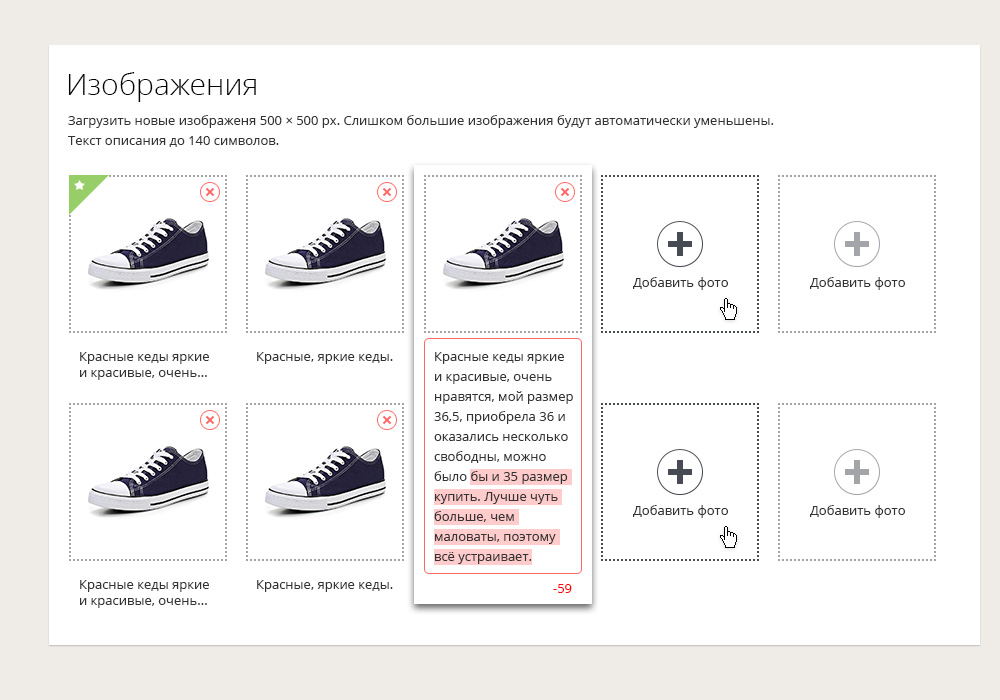 Изображения
Загрузить новые изображеня 500 × 500 px. Слишком большие изображения будут автоматически уменьшены.
Текст описания до 140 символов.
Добавить фото
Добавить фото
Красные кеды яркие
и красивые, очень...
Красные, яркие кеды.
Красные кеды яркие
и красивые, очень
нравятся, мой размер
36,5, приобрела 36 и
оказались несколько
свободны, можно
было бы и 35 размер
купить. Лучше чуть
больше, чем
маловаты, поэтому
всё устраивает.
-59
Добавить фото
Добавить фото
Красные кеды яркие
и красивые, очень...
Красные, яркие кеды.